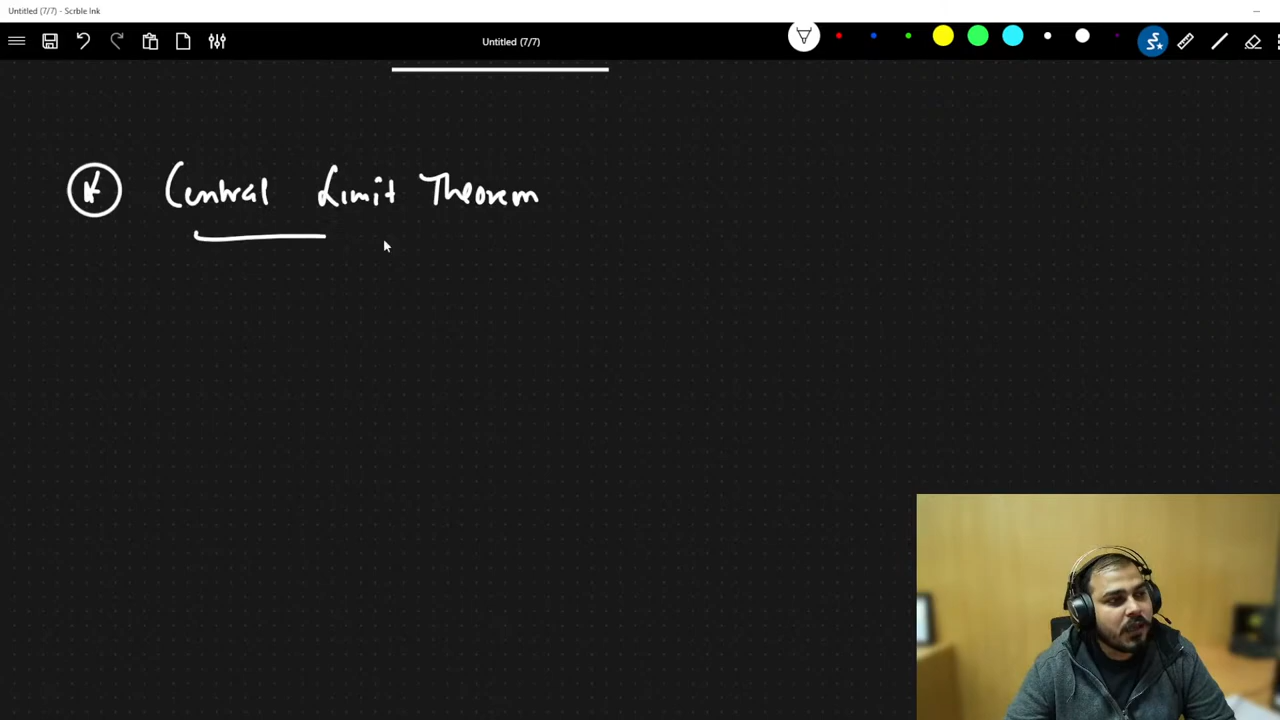 Untitled (7/7) - Scrble Ink
Untitled (7/7)
Central Limit Theorem